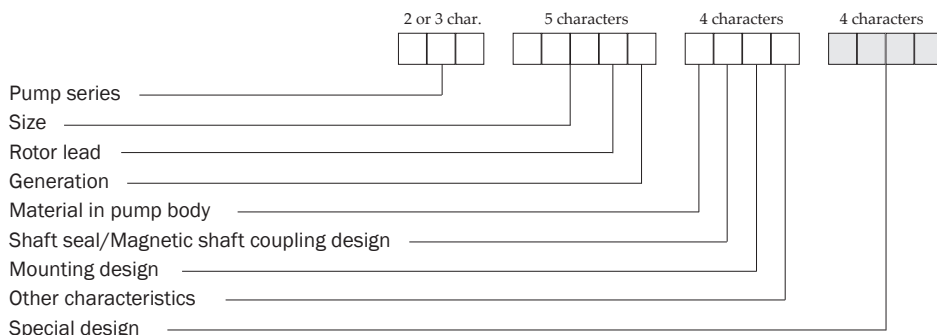 2 or 3 char. 5 characters 4 characters 4 characters
Pump series
Size
Rotor lead
Generation
Material in pump body
Shaft seal/Magnetic shaft coupling design
Mounting design
Other characteristics
Special design